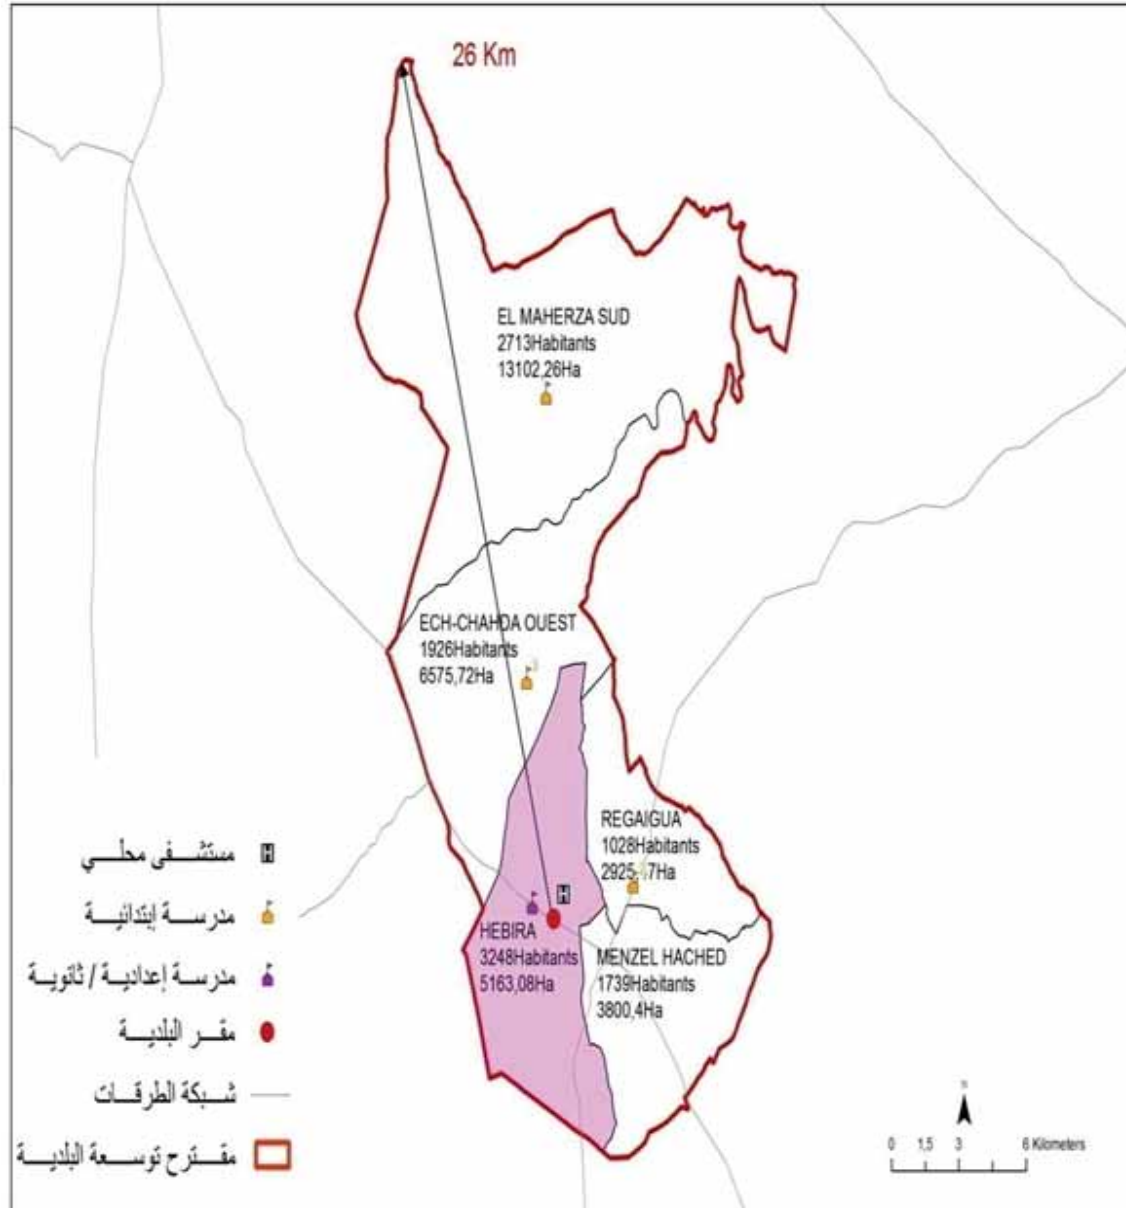 26 Km
EL MAHERZA SUD
2713Habitants
13102,26Ha
ECH-CHAHDA OUEST
1926Habitants
6575,72Ha
REGAIGUA
1028Habitants
HEBIRA
3248Habitants
5163,08Ha
MENZEL HACHED
1739Habitants
3800,4Ha
مستشفى محلي
مدرسة إبتدائية
مدرسة إعدادية / ثانوية
مقر البلدية
شبكة الطرقات
مقترح توسعة البلدية
N
0 1,5 3 6 Kilometers
H
H